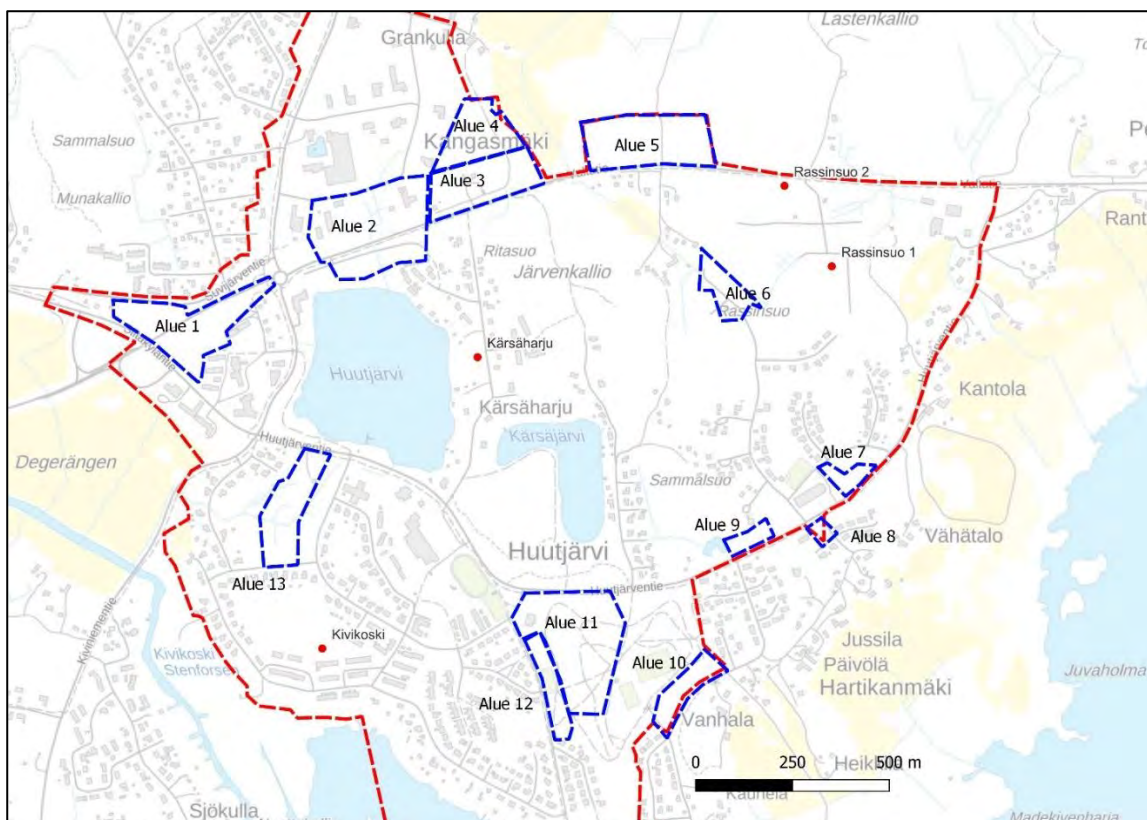 Lastenkallio
Grankulla
Sammalsuo
Alue 4
Kangasmäki
Alue 5
Alue 3
Rassinsuo 2
Munakallio
Alue 2
Ritasuo
Järvenkallio
Rassinsuo 1
Alue 6
Rassinsuo
Alue 1
Huutjärvi
Kärsäharju
Kärsäharju
Kantola
Kärsäjärvi
Huutjärventie
Degerängen
Sammalsuo
Alue 7
Alue 9
Alue 8
Vähätalo
Huutjärvi
Alue 13
Huutjärventie
Alue 11
Kivikoski
Jussila
Päivölä
Hartikanmäki
Alue 10
Kivikoski
Stenforsen
Kiviniementie
Juvaholma
Alue 12
Vanhala
0 250 500 m
Sjökulla
Madekivenharja